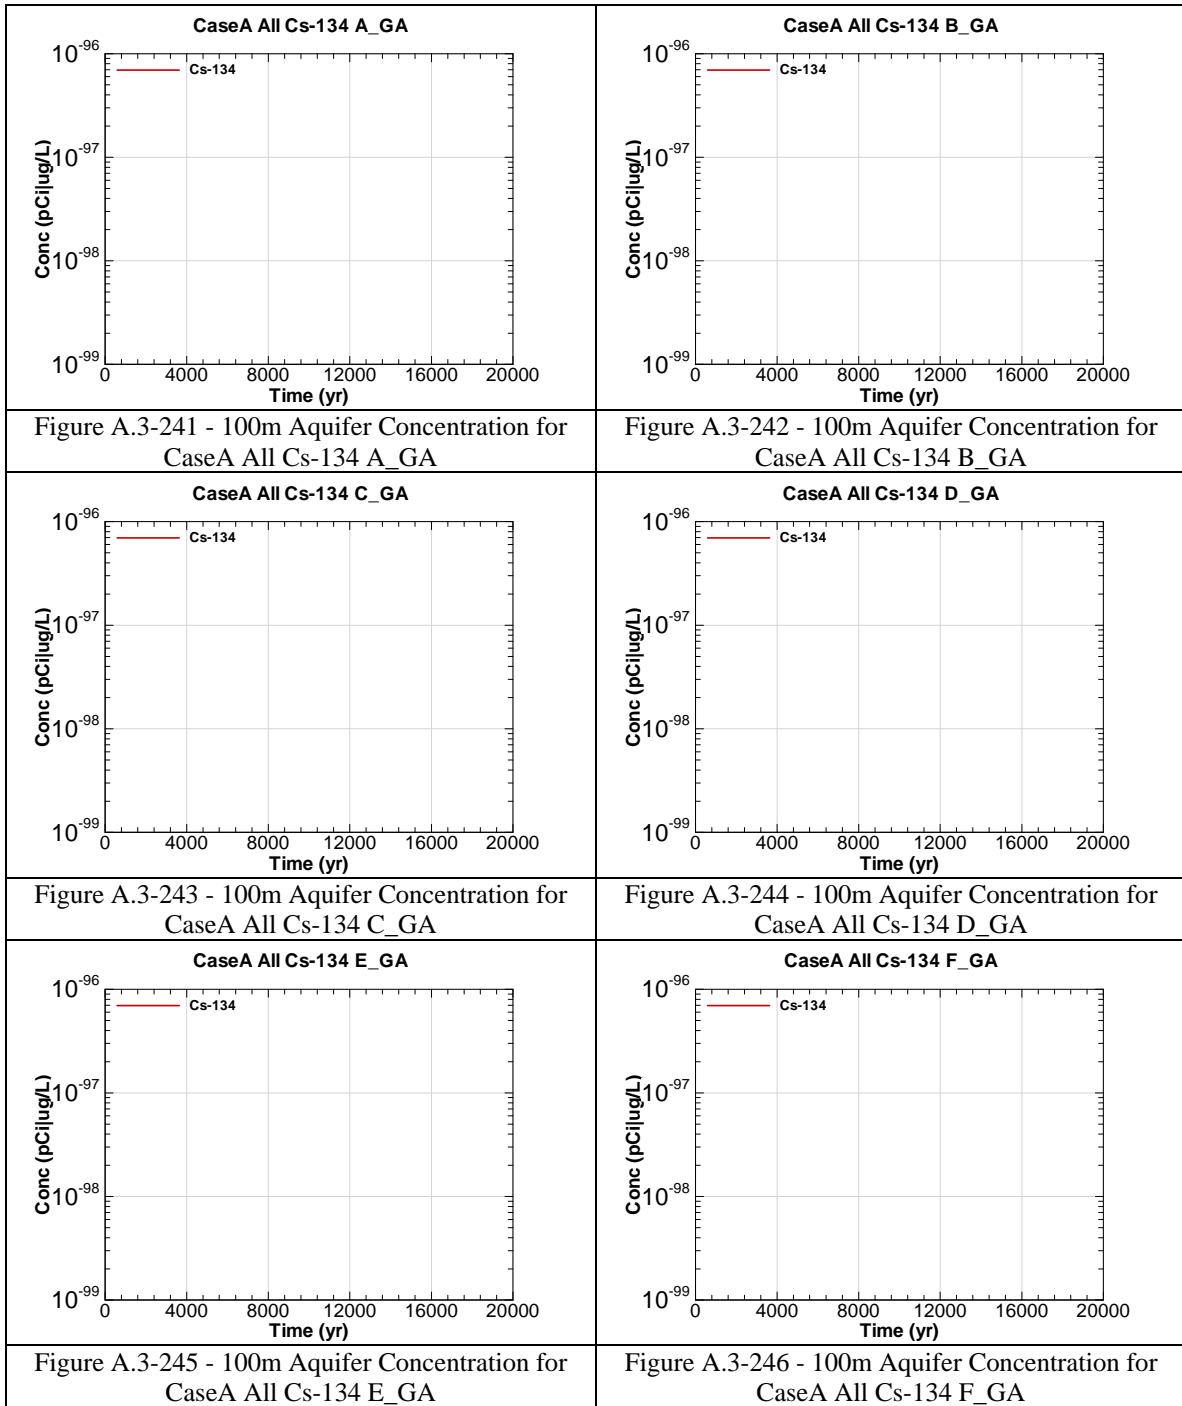 CaseA All Cs-134 A_GA
10-96
Cs-134
10-97
Conc (pCi|ug/L)
10-98
10-99
0 4000 8000 12000 16000 20000
Time (yr)
Figure A.3-241 - 100m Aquifer Concentration for
CaseA All Cs-134 A_GA
CaseA All Cs-134 B_GA
10-96
Cs-134
10-97
Conc (pCi|ug/L)
10-98
10-99
0 4000 8000 12000 16000 20000
Time (yr)
Figure A.3-242 - 100m Aquifer Concentration for
CaseA All Cs-134 B_GA
CaseA All Cs-134 C_GA
10-96
Cs-134
10-97
Conc (pCi|ug/L)
10-98
10-99
0 4000 8000 12000 16000 20000
Time (yr)
Figure A.3-243 - 100m Aquifer Concentration for
CaseA All Cs-134 C_GA
CaseA All Cs-134 D_GA
10-96
Cs-134
10-97
Conc (pCi|ug/L)
10-98
10-99
0 4000 8000 12000 16000 20000
Time (yr)
Figure A.3-244 - 100m Aquifer Concentration for
CaseA All Cs-134 D_GA
CaseA All Cs-134 E_GA
10-96
Cs-134
10-97
Conc (pCi|ug/L)
10-98
10-99
0 4000 8000 12000 16000 20000
Time (yr)
Figure A.3-245 - 100m Aquifer Concentration for
CaseA All Cs-134 E_GA
CaseA All Cs-134 F_GA
10-96
Cs-134
10-97
Conc (pCi|ug/L)
10-98
10-99
0 4000 8000 12000 16000 20000
Time (yr)
Figure A.3-246 - 100m Aquifer Concentration for
CaseA All Cs-134 F_GA